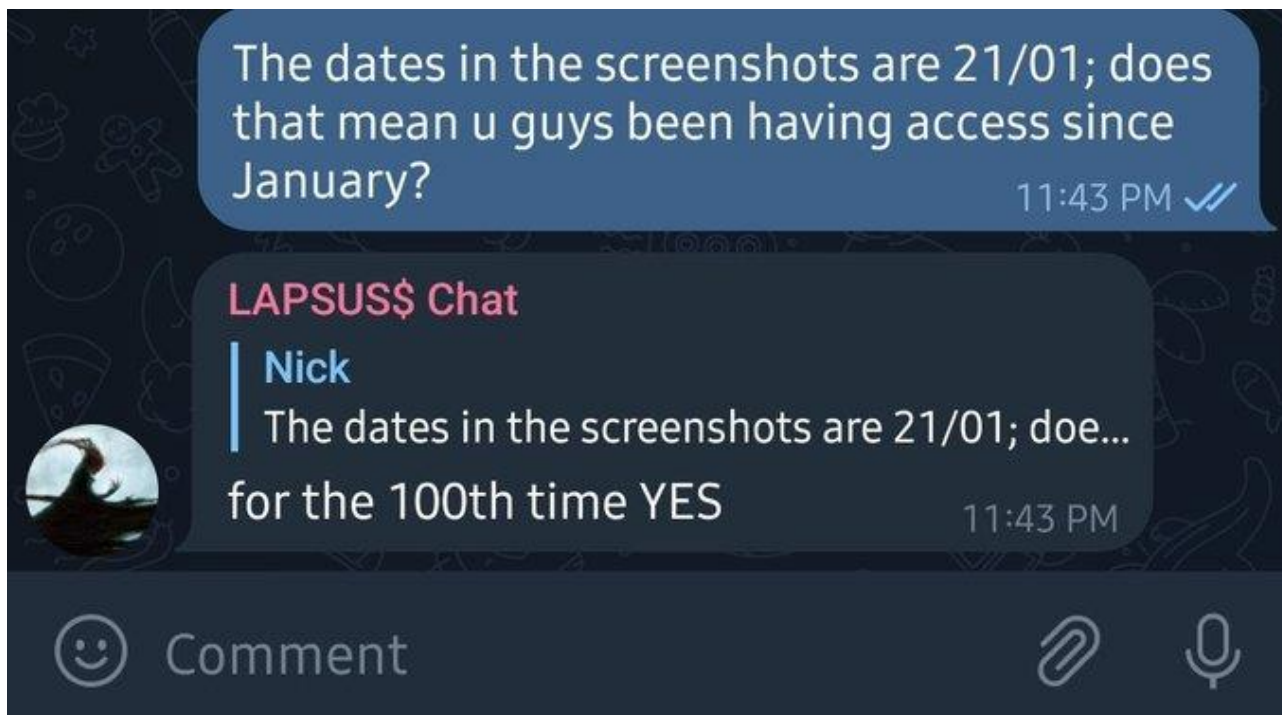 The dates in the screenshots are 21/01; does
that mean u guys been having access since
January?
11:43 PM
LAPSUS$ Chat
Nick
The dates in the screenshots are 21/01; doe...
for the 100th time YES
11:43 PM
Comment